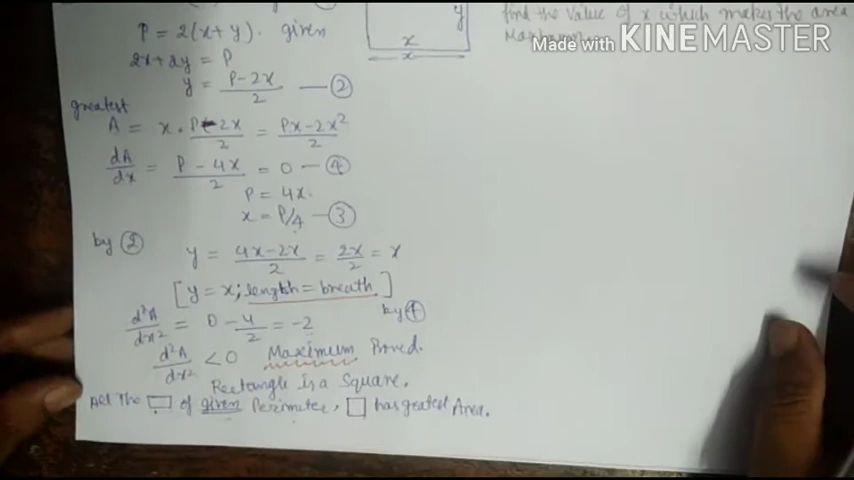 find the value of x which makes the area
Maximum.
Made with KINEMASTER
P = 2(x+y). given
y
x
x
2x+2y = P
y = P-2x/2 —②
greatest
A = x·P-2x/2 = Px-2x²/2
dA/dx = P-4x/2 = 0 —④
P = 4x.
x = P/4 —③
by ② y = 4x-2x/2 = 2x/2 = x
[y = x; length = breath]
d²A/dx² = 0 - 4/2 = -2 by ④
d²A/dx² < 0 Maximum Proved.
Rectangle is a Square.
All The ▭ of given Perimeter, □ has greatest Area.